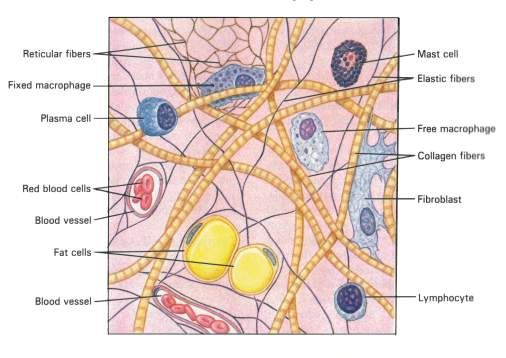 Reticular fibers
Fixed macrophage
Plasma cell
Red blood cells
Blood vessel
Fat cells
Blood vessel
Mast cell
Elastic fibers
Free macrophage
Collagen fibers
Fibroblast
Lymphocyte